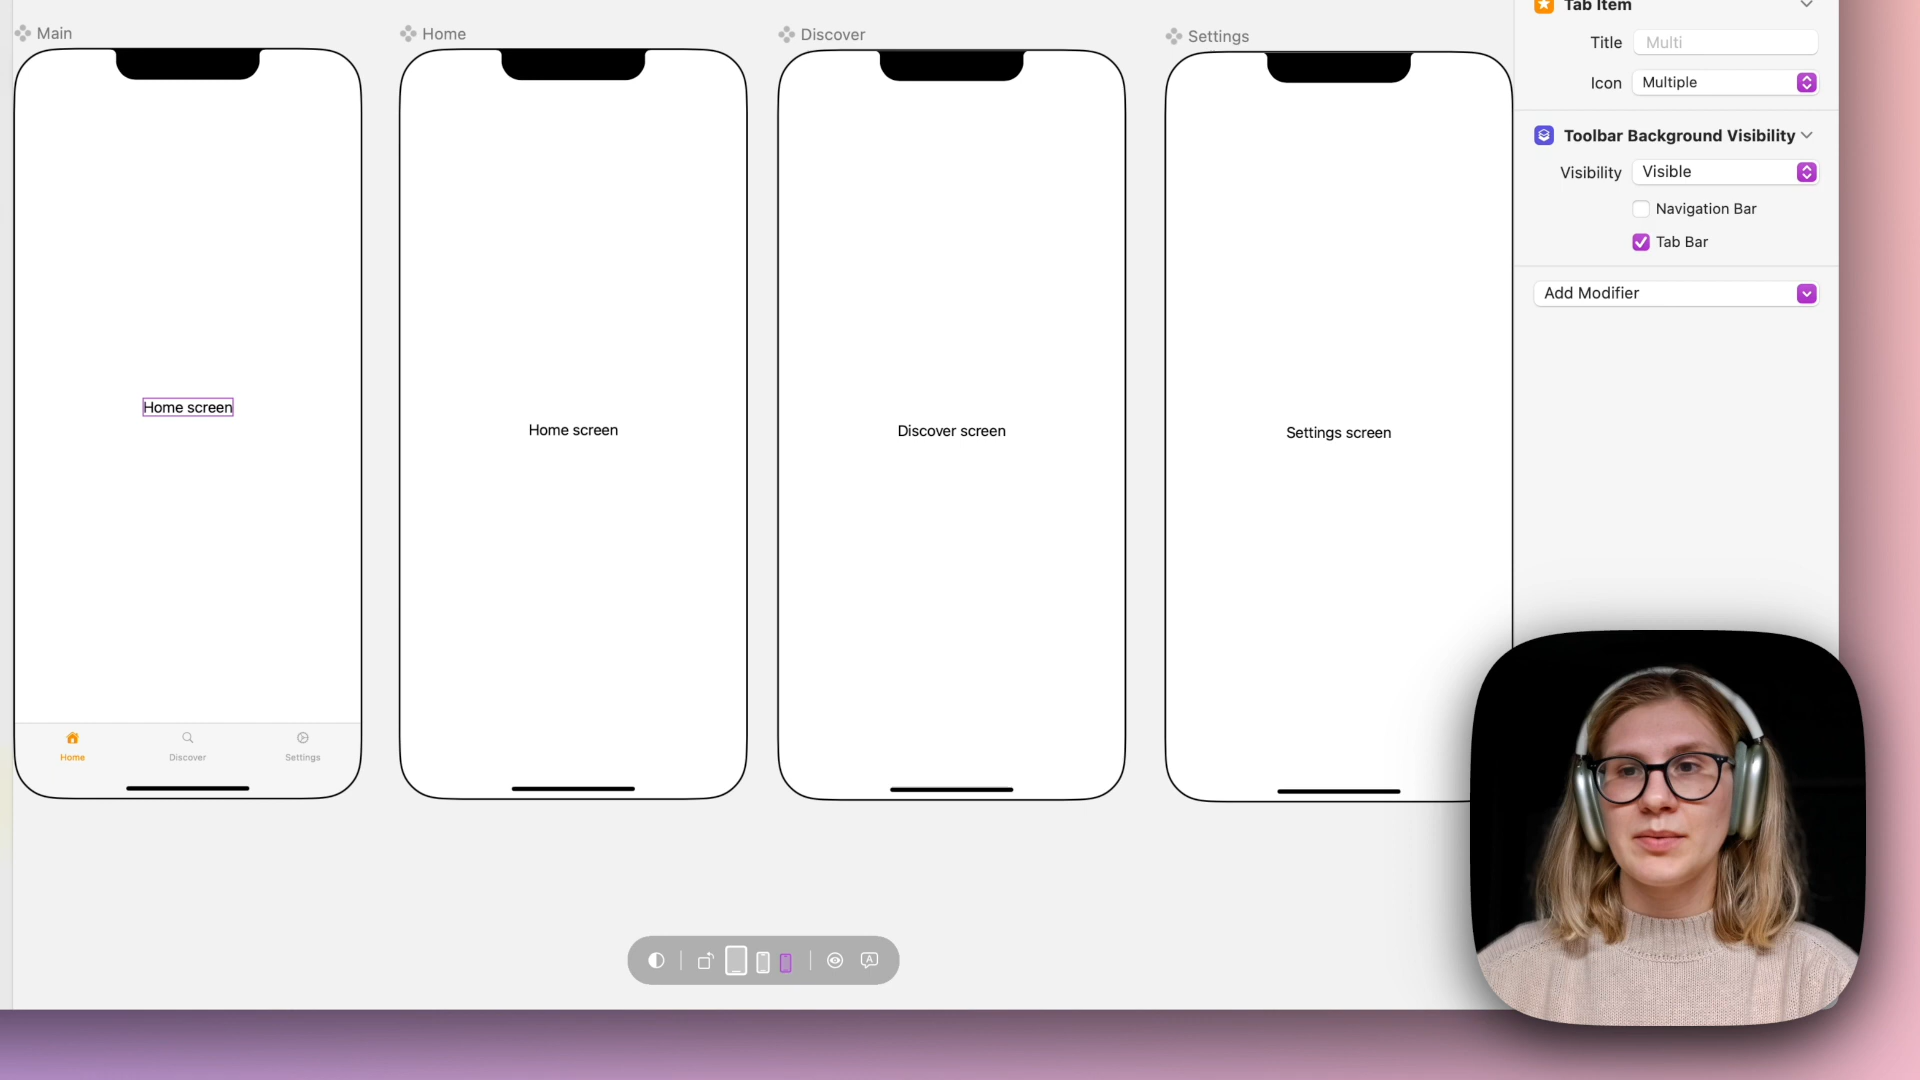 Main
Home
Discover
Settings
Home screen
Home
Discover
Settings
Home screen
Discover screen
Settings screen
Tab Item
Title
Multi
Icon
Multiple
Toolbar Background Visibility
Visibility
Visible
Navigation Bar
Tab Bar
Add Modifier
A